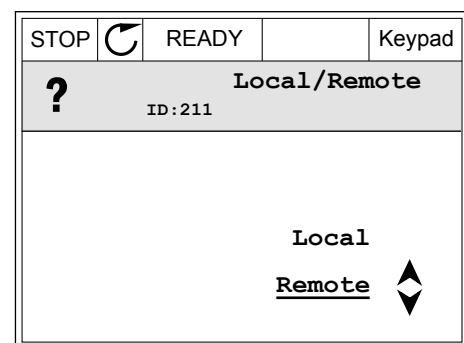 STOP READY Keypad
? Local/Remote
ID:211
Local
Remote